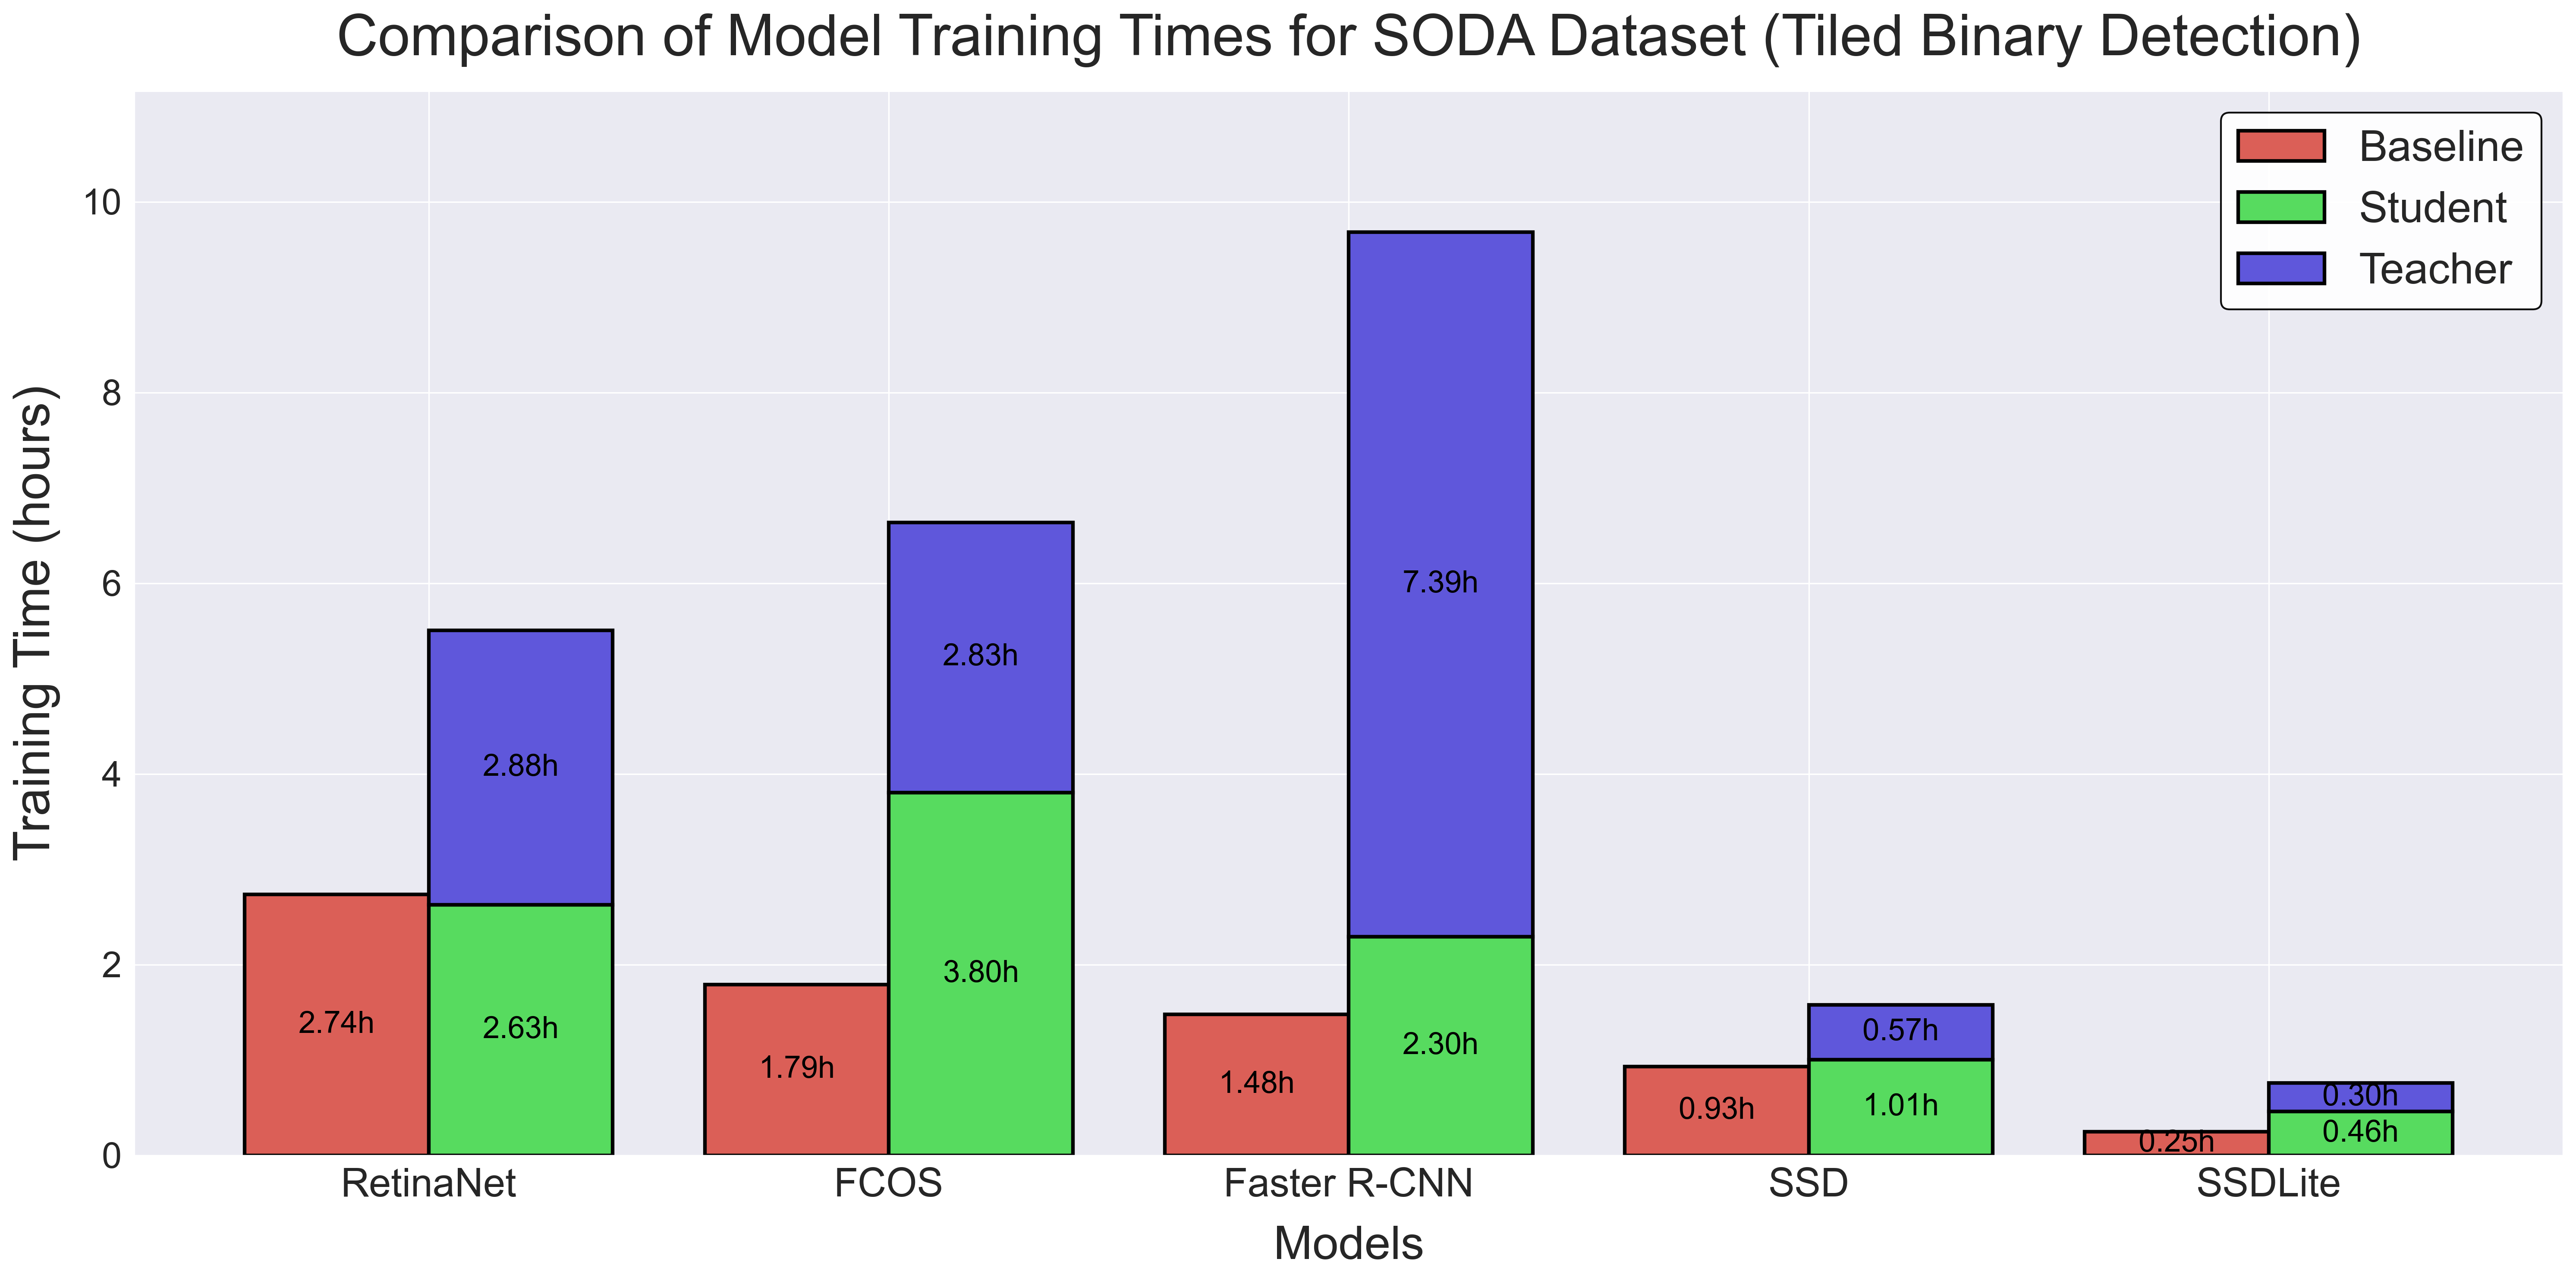 Comparison of Model Training Times for SODA Dataset (Tiled Binary Detection)
Baseline
Student
Teacher
Training Time (hours)
10
8
6
4
2
0
2.74h
2.88h
2.63h
1.79h
2.83h
3.80h
1.48h
7.39h
2.30h
0.93h
0.57h
1.01h
0.25h
0.30h
0.46h
RetinaNet
FCOS
Faster R-CNN
SSD
SSDLite
Models